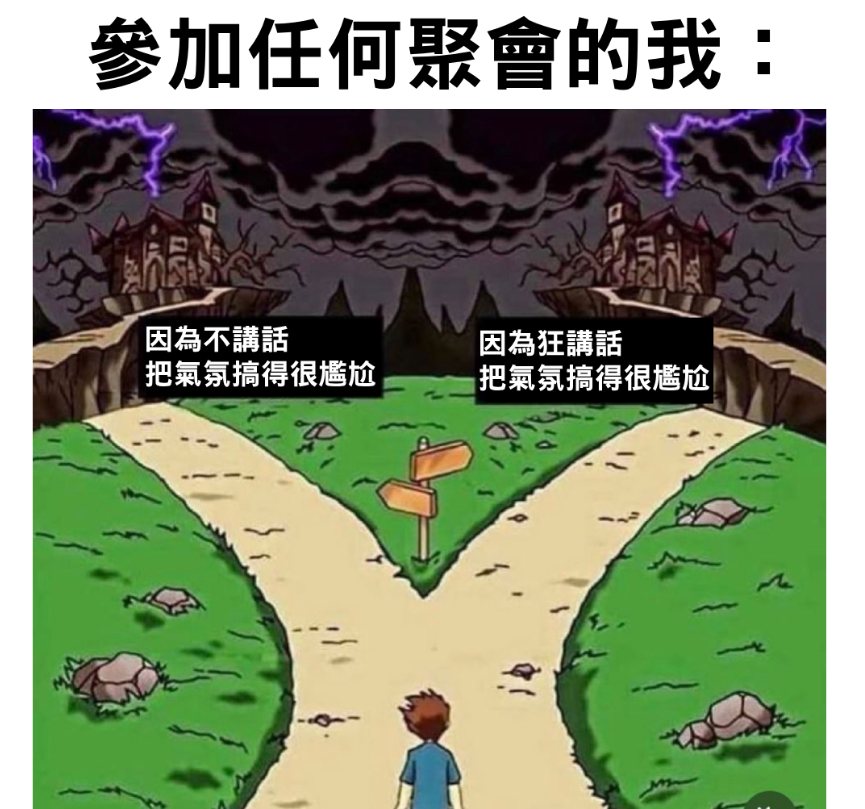 參加任何聚會的我：
因為不講話
把氣氛搞得很尷尬
因為狂講話
把氣氛搞得很尷尬